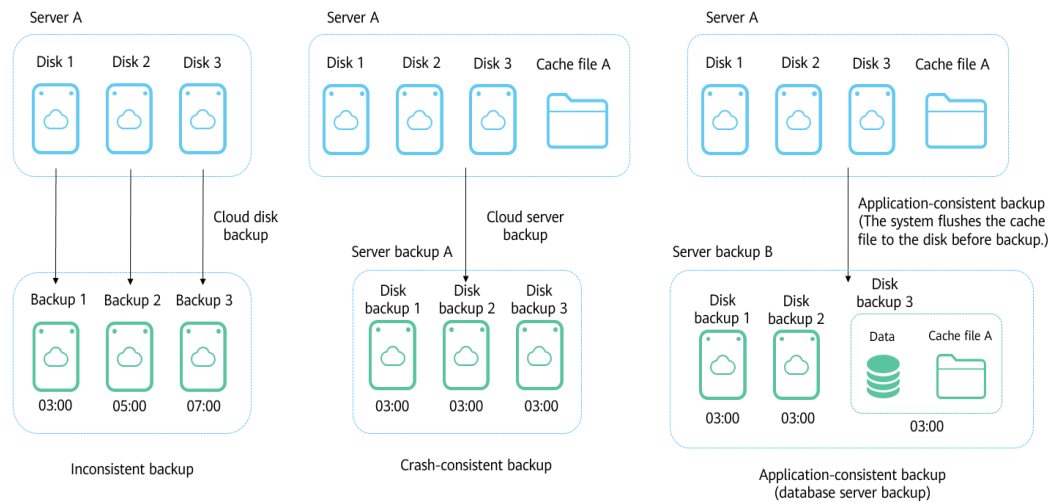 Server A
Disk 1
Disk 2
Disk 3
Cloud disk
backup
Backup 1
Backup 2
Backup 3
03:00
05:00
07:00
Inconsistent backup
Server A
Disk 1
Disk 2
Disk 3
Cache file A
Cloud server
backup
Server backup A
Disk
backup 1
Disk
backup 2
Disk
backup 3
03:00
03:00
03:00
Crash-consistent backup
Server A
Disk 1
Disk 2
Disk 3
Cache file A
Application-consistent backup
(The system flushes the cache
file to the disk before backup.)
Server backup B
Disk
backup 1
Disk
backup 2
Disk
backup 3
Data
Cache file A
03:00
03:00
03:00
Application-consistent backup
(database server backup)